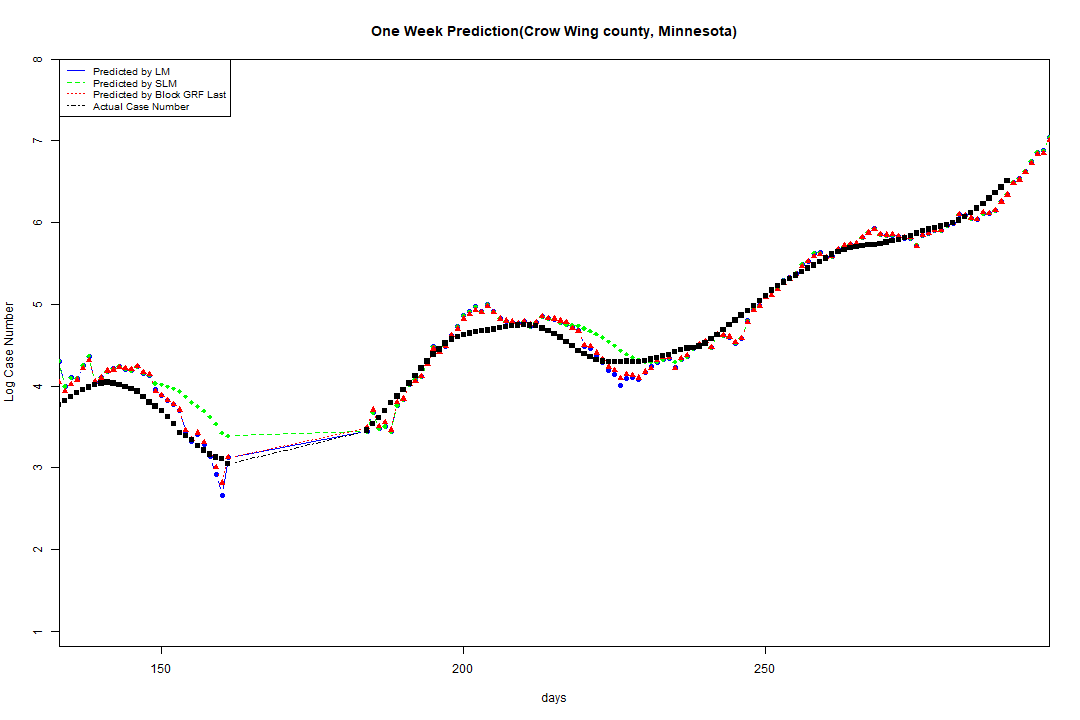 One Week Prediction(Crow Wing county, Minnesota)
Predicted by LM
Predicted by SLM
Predicted by Block GRF Last
Actual Case Number
8
7
6
5
4
3
2
1
Log Case Number
150 200 250
days